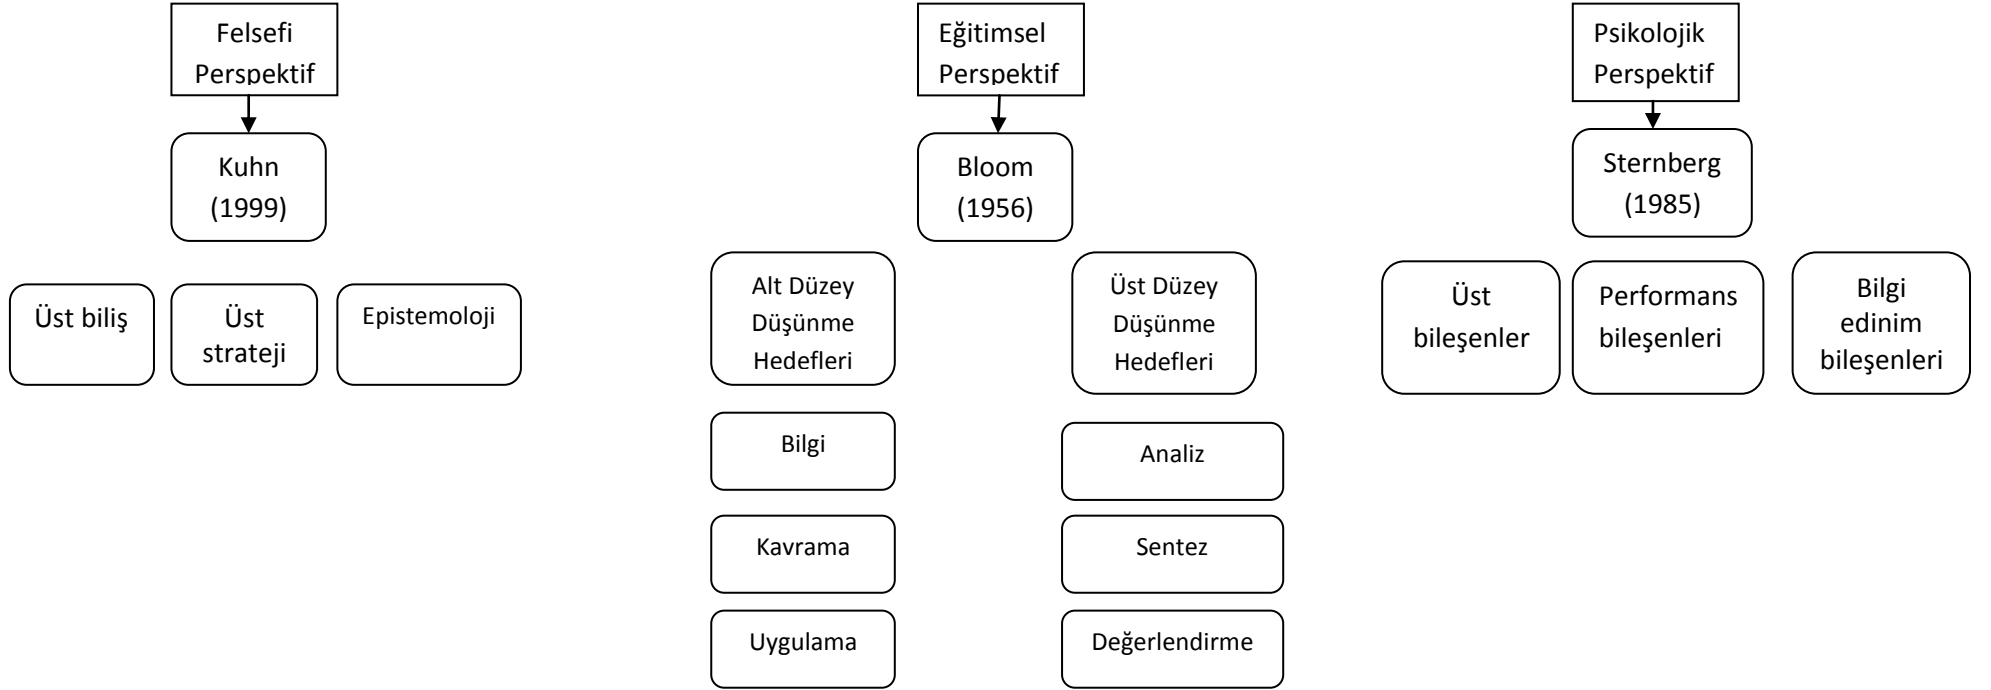 Felsefi
Perspektif
Kuhn
(1999)
Üst biliş
Üst
strateji
Epistemoloji
Eğitimsel
Perspektif
Bloom
(1956)
Alt Düzey
Düşünme
Hedefleri
Bilgi
Kavrama
Uygulama
Üst Düzey
Düşünme
Hedefleri
Analiz
Sentez
Değerlendirme
Psikolojik
Perspektif
Sternberg
(1985)
Üst
bileşenler
Performans
bileşenleri
Bilgi
edinim
bileşenleri